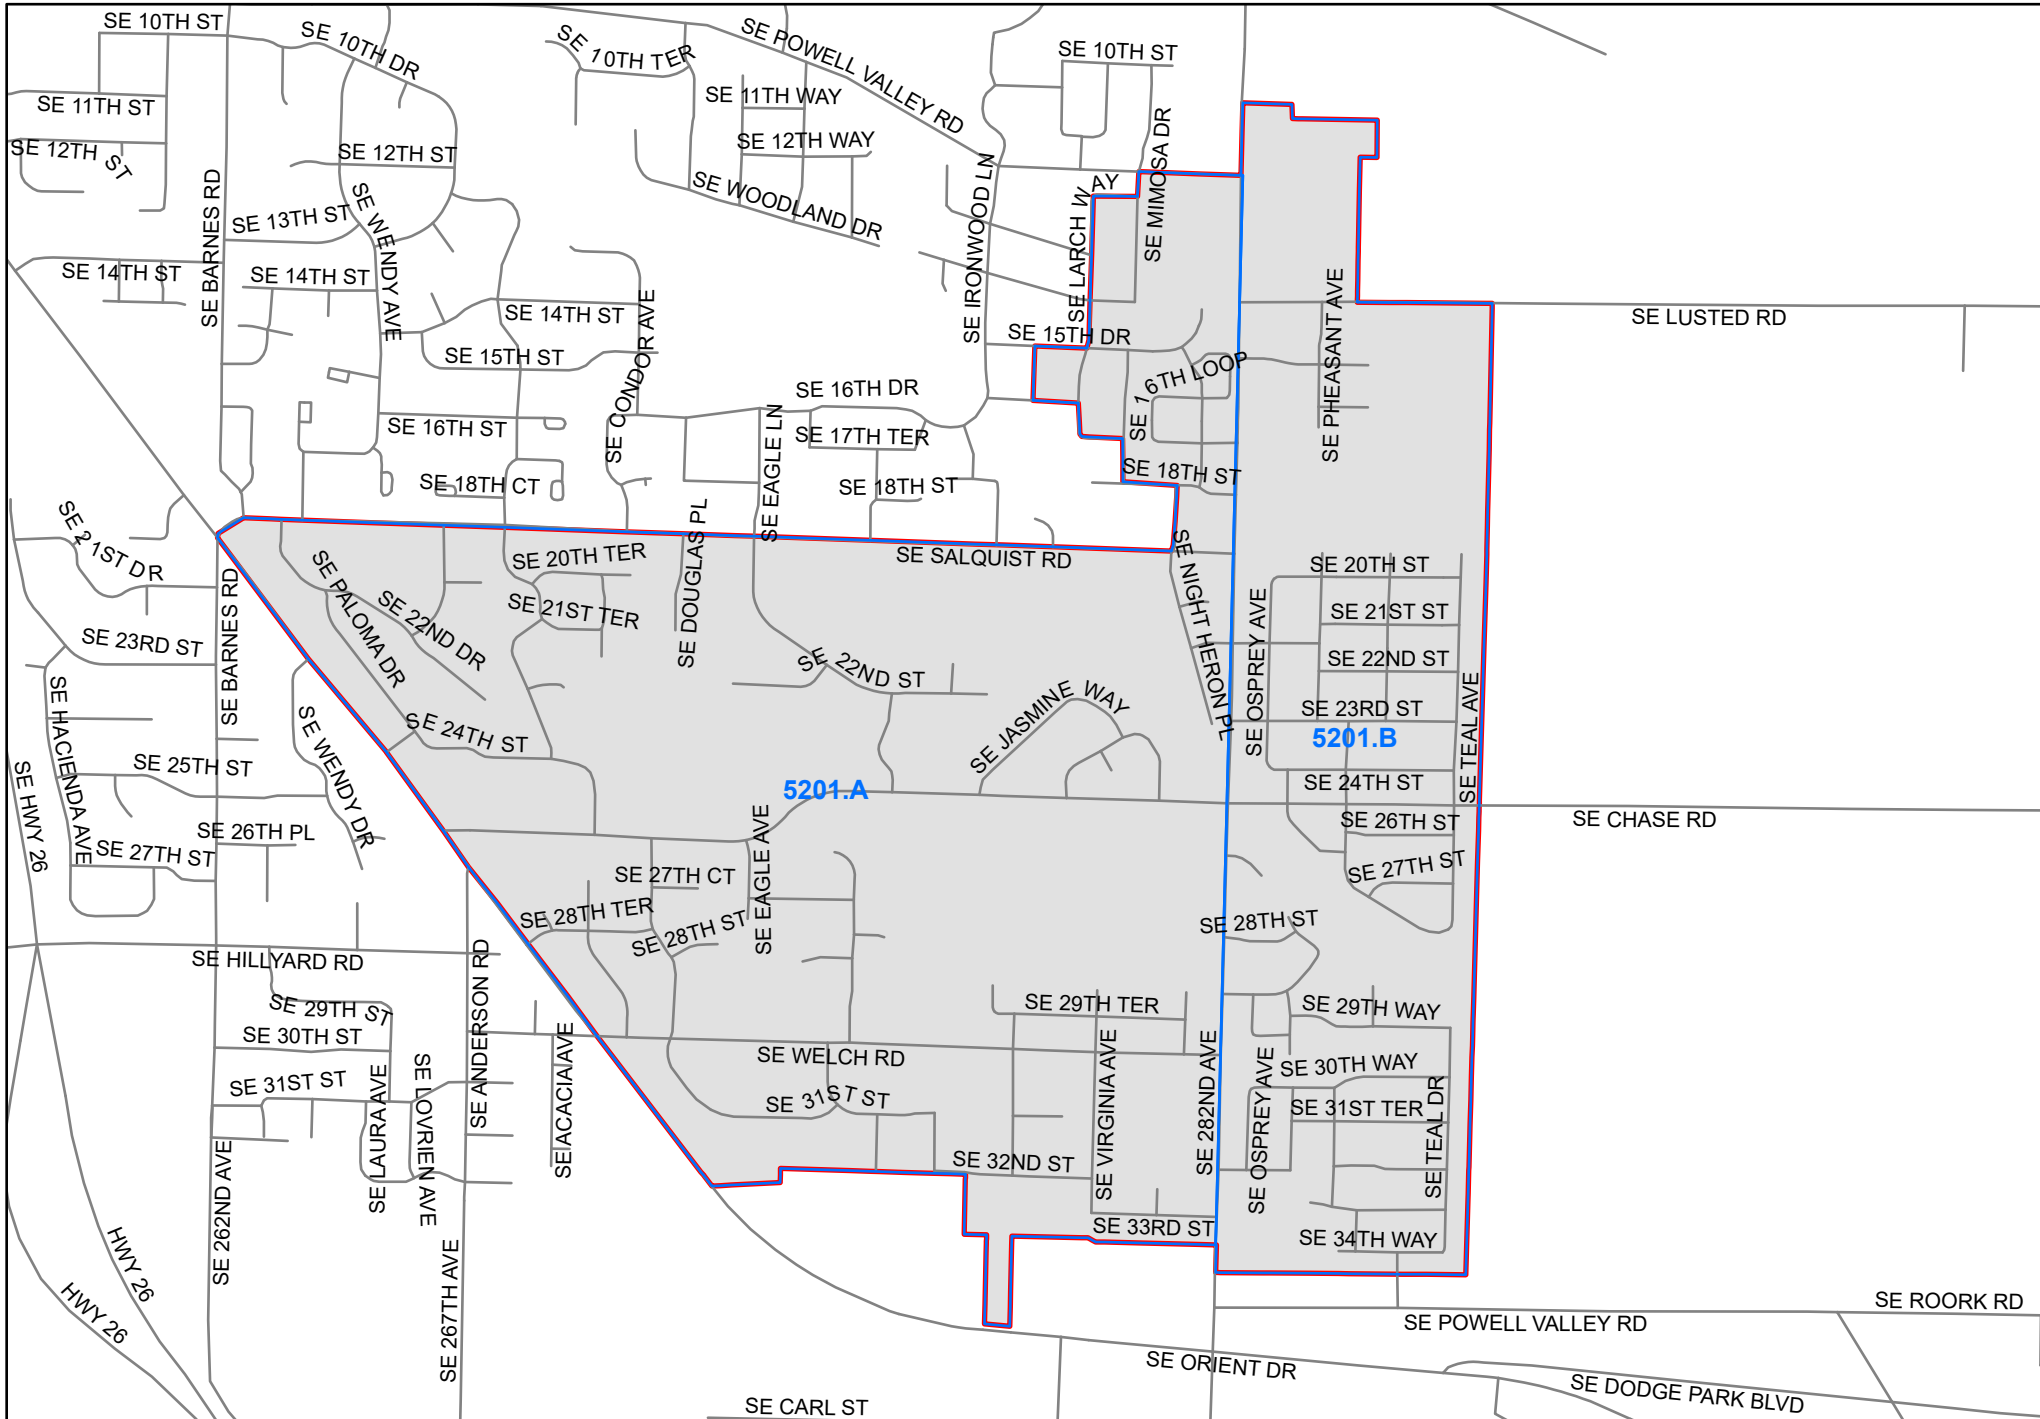 SE 10TH ST
SE 10TH DR
SE 10TH TER
SE POWELL VALLEY RD
SE 10TH ST
SE 11TH ST
SE 11TH WAY
SE 12TH ST
SE 12TH ST
SE 12TH WAY
SE MIMOSA DR
SE BARNES RD
SE 13TH ST
SE WENDY AVE
SE WOODLAND DR
SE IRONWOOD LN
SE LARCH WAY
SE 14TH ST
SE 14TH ST
SE 14TH ST
SE CONDOR AVE
SE PHEASANT AVE
SE LUSTED RD
SE 15TH ST
SE 15TH DR
SE 16TH LOOP
SE 16TH ST
SE 16TH DR
SE 17TH TER
SE EAGLE LN
SE 18TH CT
SE 18TH ST
SE 18TH ST
SE 21ST DR
SE PALOMA DR
SE 20TH TER
SE DOUGLAS PL
SE SALQUIST RD
SE NIGHT HERON PL
SE 20TH ST
SE 21ST TER
SE 22ND DR
SE 21ST ST
SE BARNES RD
SE 23RD ST
SE OSPREY AVE
SE 22ND ST
SE 22ND ST
SE HACIENDA AVE
SE WENDY DR
SE 24TH ST
SE JASMINE WAY
SE 23RD ST
5201.B
SE TEAL AVE
SE HWY 26
SE 25TH ST
5201.A
SE 24TH ST
SE 26TH PL
SE EAGLE AVE
SE CHASE RD
SE 26TH ST
SE 27TH ST
SE 27TH CT
SE 27TH ST
SE 28TH TER
SE 28TH ST
SE 28TH ST
SE HILLYARD RD
SE ANDERSON RD
SE 29TH ST
SE 29TH TER
SE 29TH WAY
SE 30TH ST
SE ACACIA AVE
SE WELCH RD
SE VIRGINIA AVE
SE 282ND AVE
SE OSPREY AVE
SE 30TH WAY
SE 31ST ST
SE LAURA AVE
SE LOVRIEN AVE
SE 31ST ST
SE 31ST TER
SE TEAL DR
SE 262ND AVE
SE 32ND ST
SE 33RD ST
SE 34TH WAY
HWY 26
SE 267TH AVE
HWY 26
SE ROORK RD
SE POWELL VALLEY RD
SE ORIENT DR
SE DODGE PARK BLVD
SE CARL ST